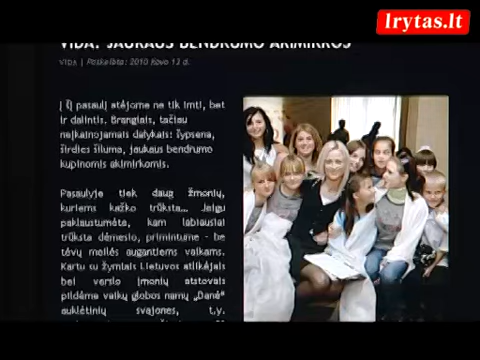 lrytas.lt
VIDA: JAUKAUS BENDRUMO AKIMIRKOS
VIDA | Paskelbta: 2010 Kovo 13 d.
Į šį pasaulį atėjome ne tik imti, bet
ir dalintis. Brangiais, tačiau
neįkainojamais dalykais: šypsena,
širdies šiluma, jaukaus bendrumo
kupinomis akimirkomis.
Pasaulyje tiek daug žmonių,
kuriems kažko trūksta... Jeigu
paklaustumėte, kam labiausiai
trūksta dėmesio, primintume - be
tėvų meilės augantiems vaikams.
Kartu su žymiais Lietuvos atlikėjais
bei verslo įmonių atstovais
pildėme vaikų globos namų „Danė“
auklėtinių svajones, t.y.